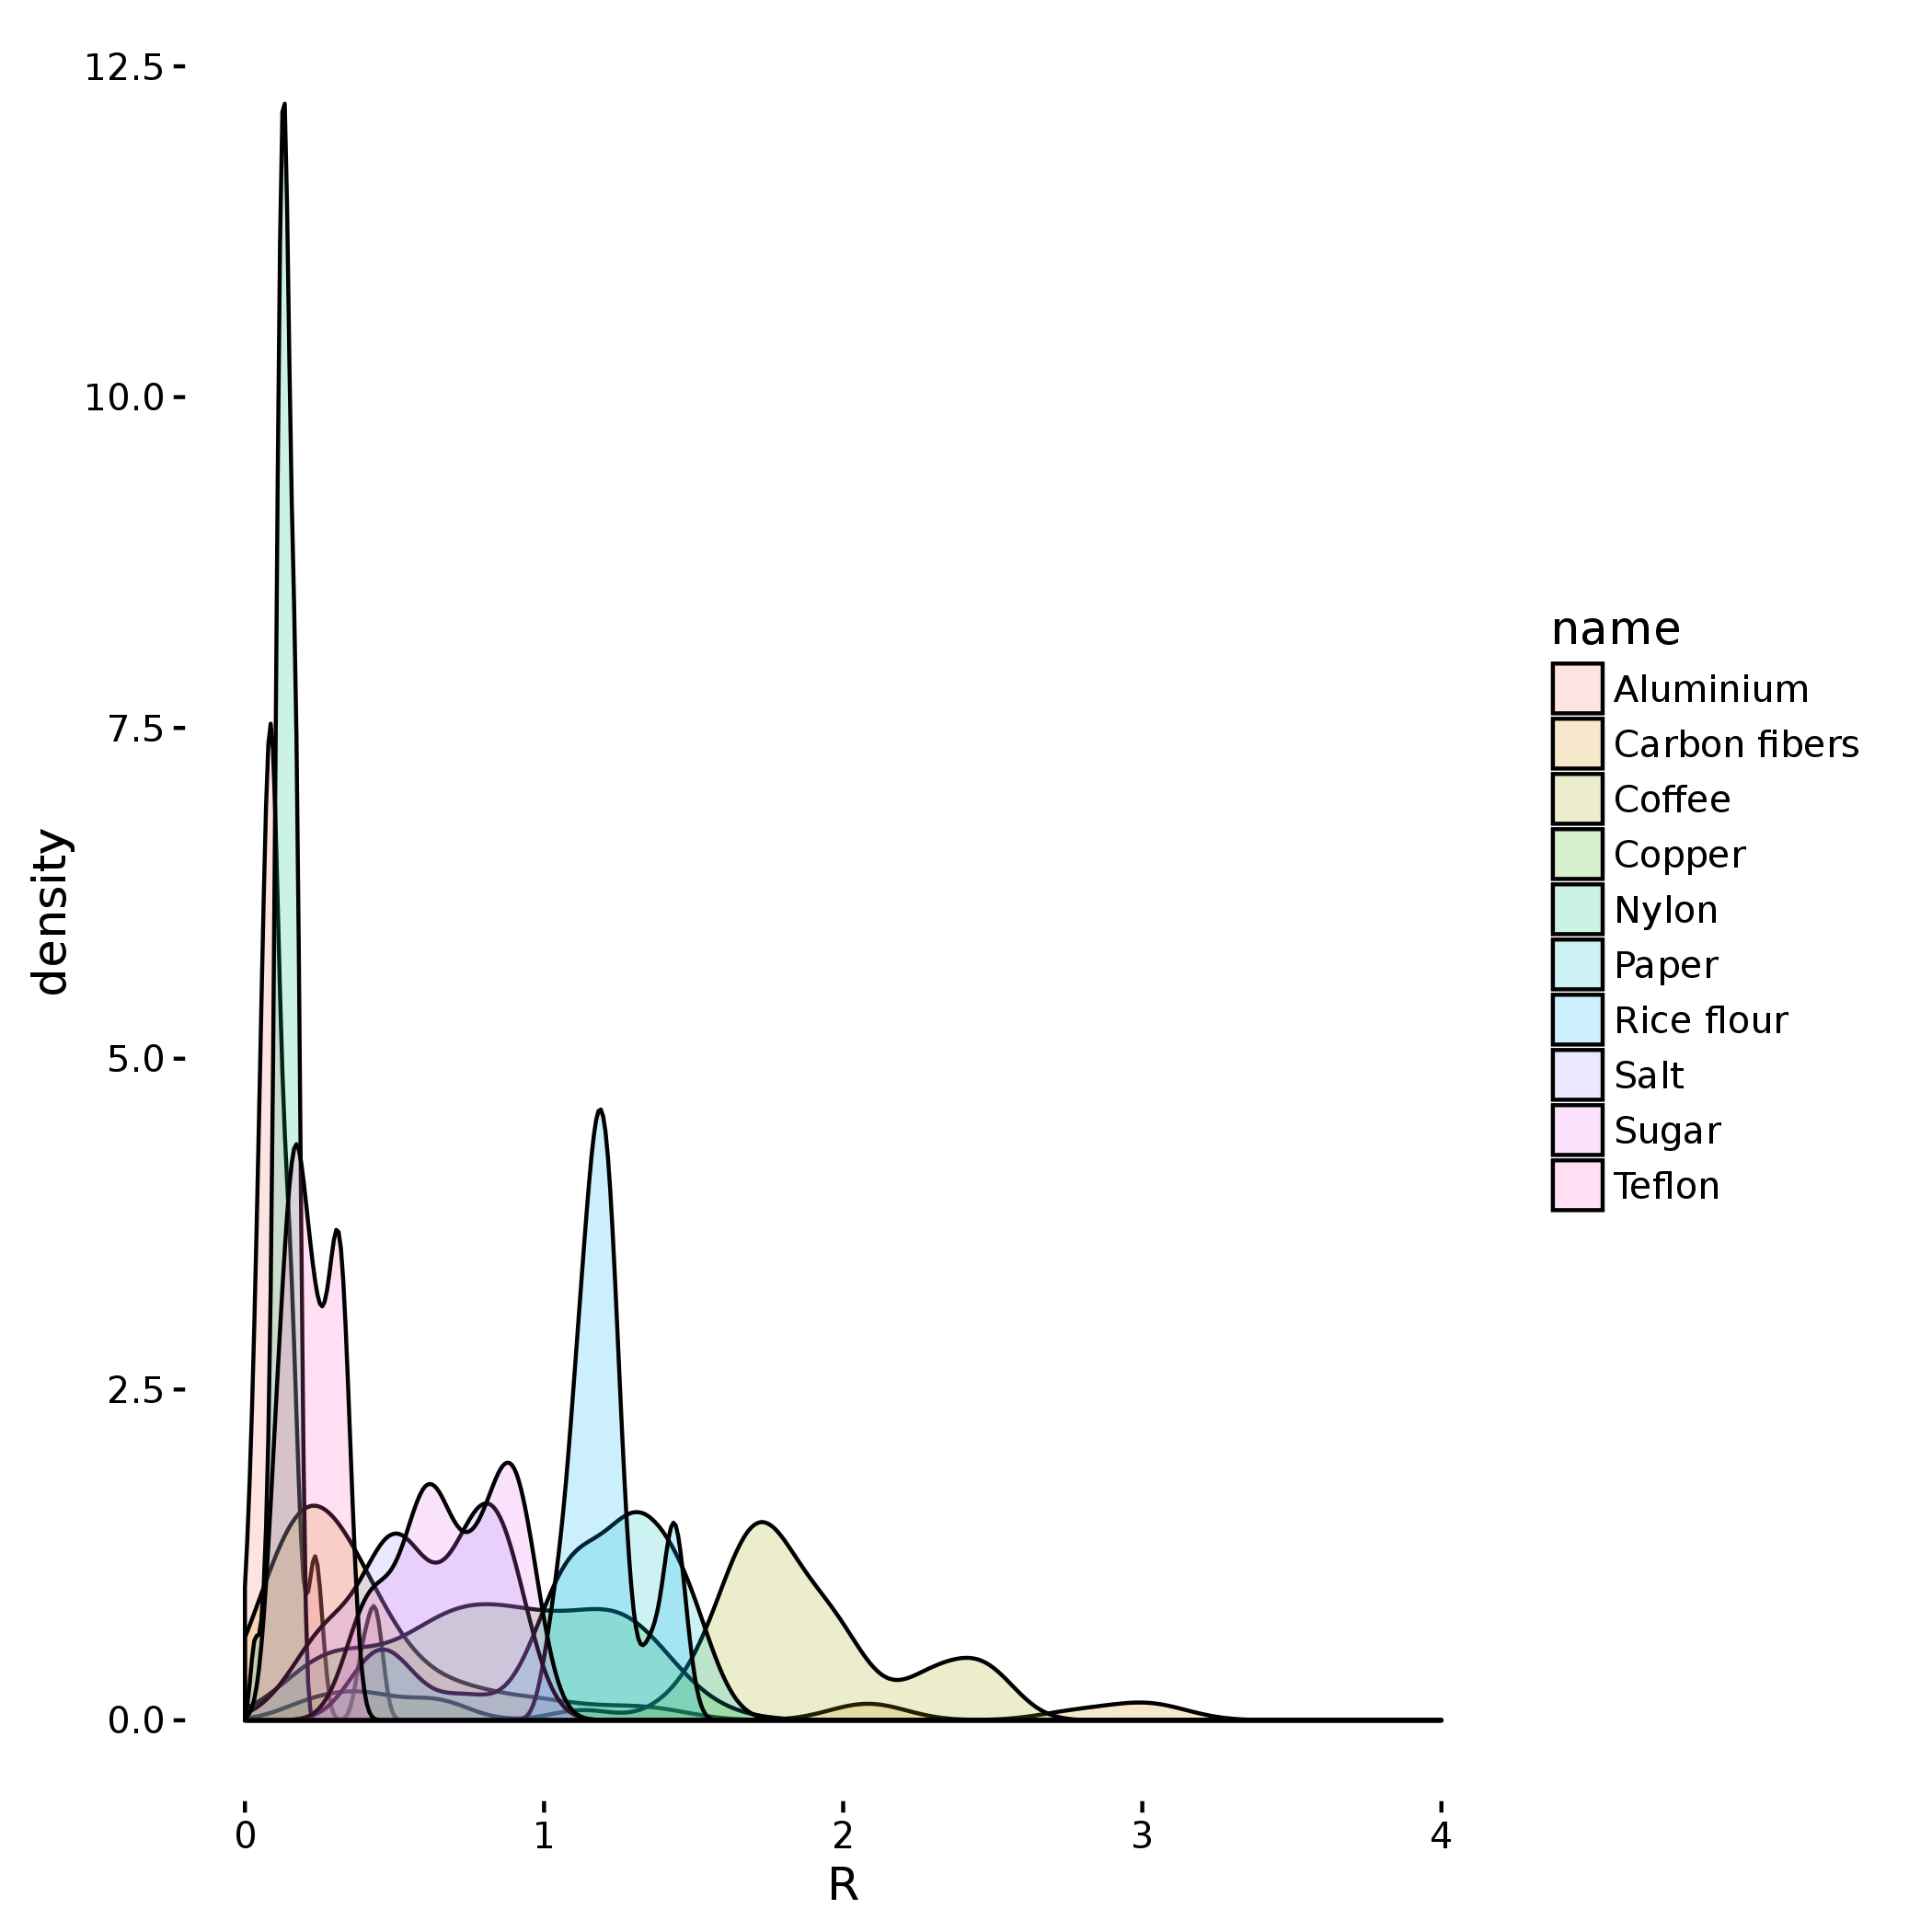 12.5
10.0
7.5
5.0
2.5
0.0
density
0 1 2 3 4
R
name
Aluminium
Carbon fibers
Coffee
Copper
Nylon
Paper
Rice flour
Salt
Sugar
Teflon